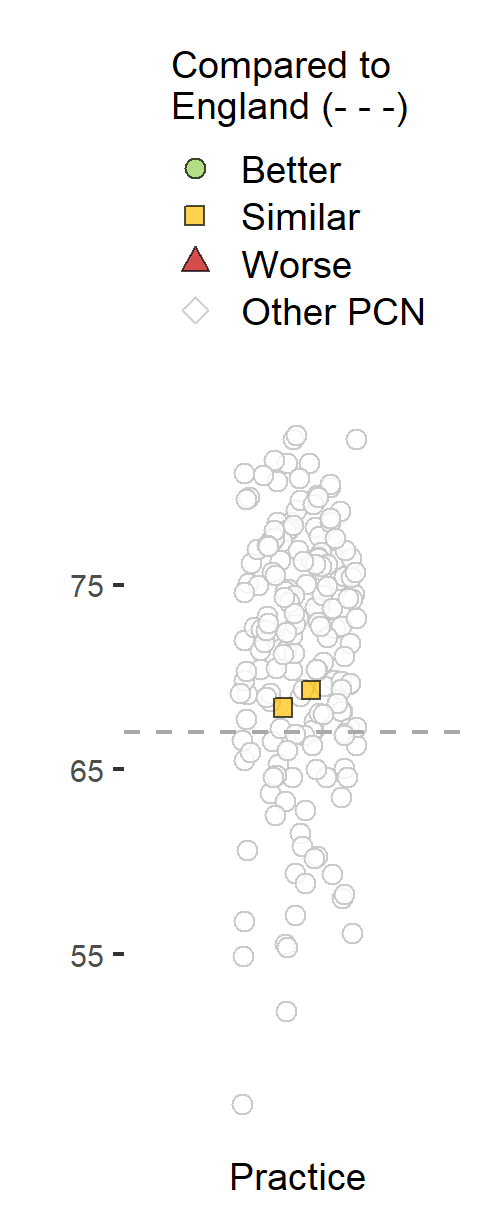 Compared to
England (- - -)
Better
Similar
Worse
Other PCN
75
65
55
Practice